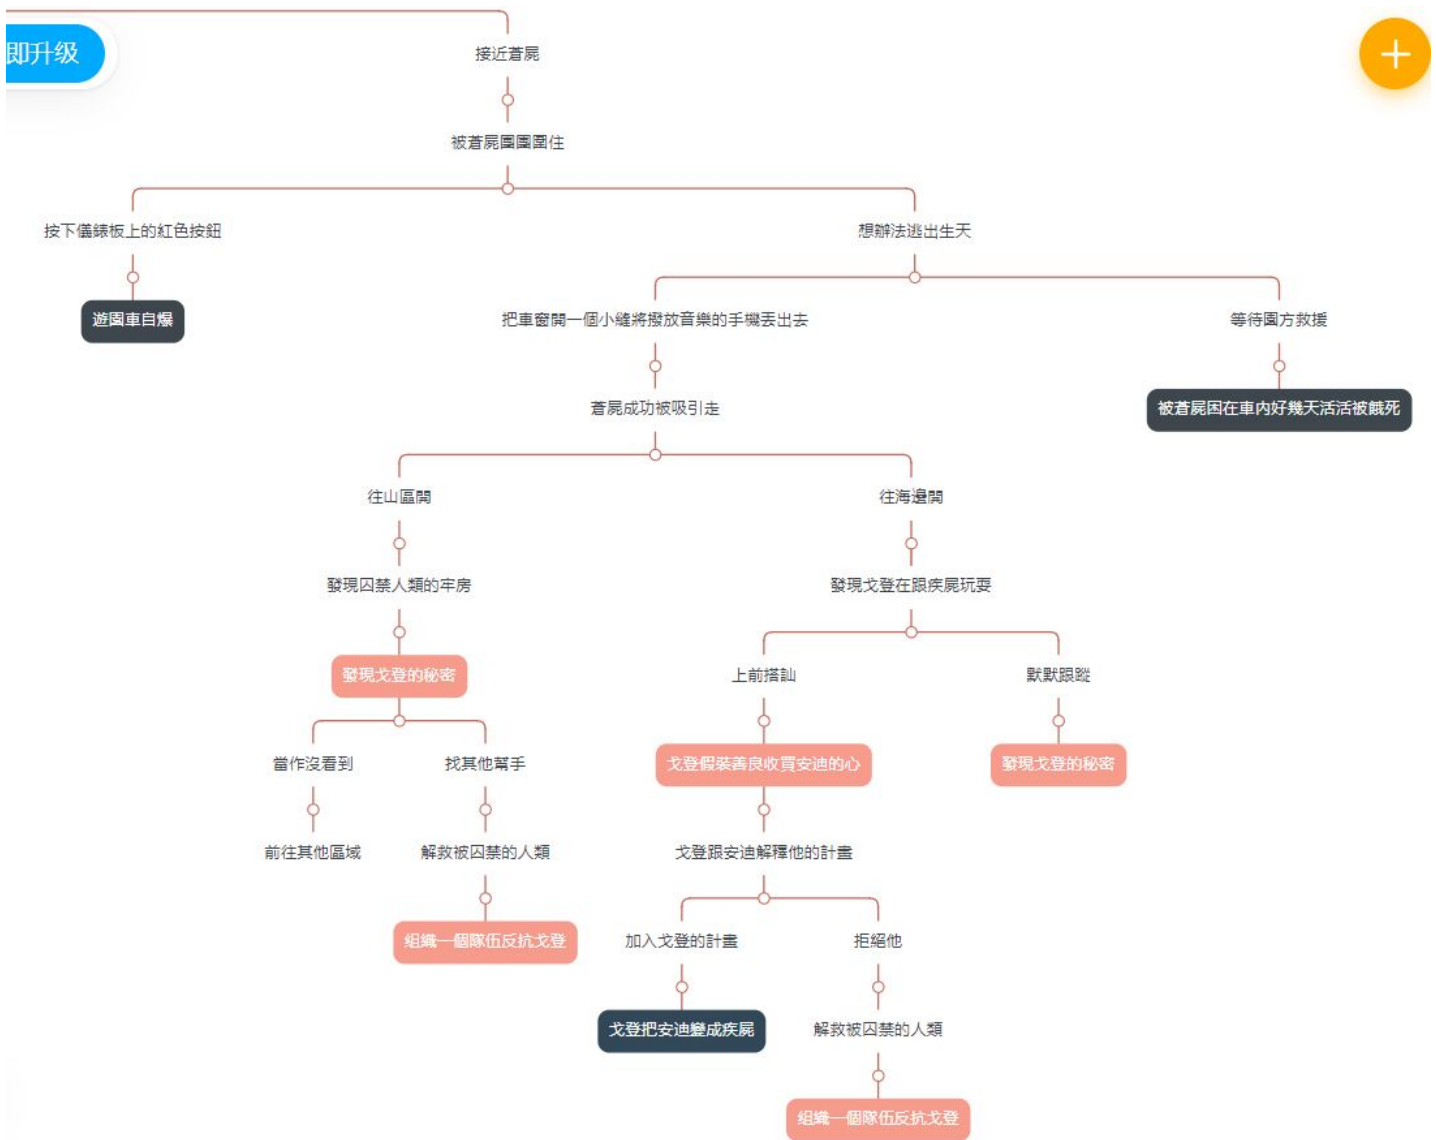 即升级
接近蒼屍
被蒼屍團團圍住
按下儀錶板上的紅色按鈕
想辦法逃出生天
遊園車自爆
把車窗開一個小縫將撥放音樂的手機丟出去
等待園方救援
蒼屍成功被吸引走
被蒼屍困在車內好幾天活活被餓死
往山區開
往海邊開
發現囚禁人類的牢房
發現戈登在跟疾屍玩耍
發現戈登的秘密
上前搭訕
默默跟蹤
當作沒看到
找其他幫手
戈登假裝善良收買安迪的心
發現戈登的秘密
前往其他區域
解救被囚禁的人類
戈登跟安迪解釋他的計畫
組織一個隊伍反抗戈登
加入戈登的計畫
拒絕他
戈登把安迪變成疾屍
解救被囚禁的人類
組織一個隊伍反抗戈登